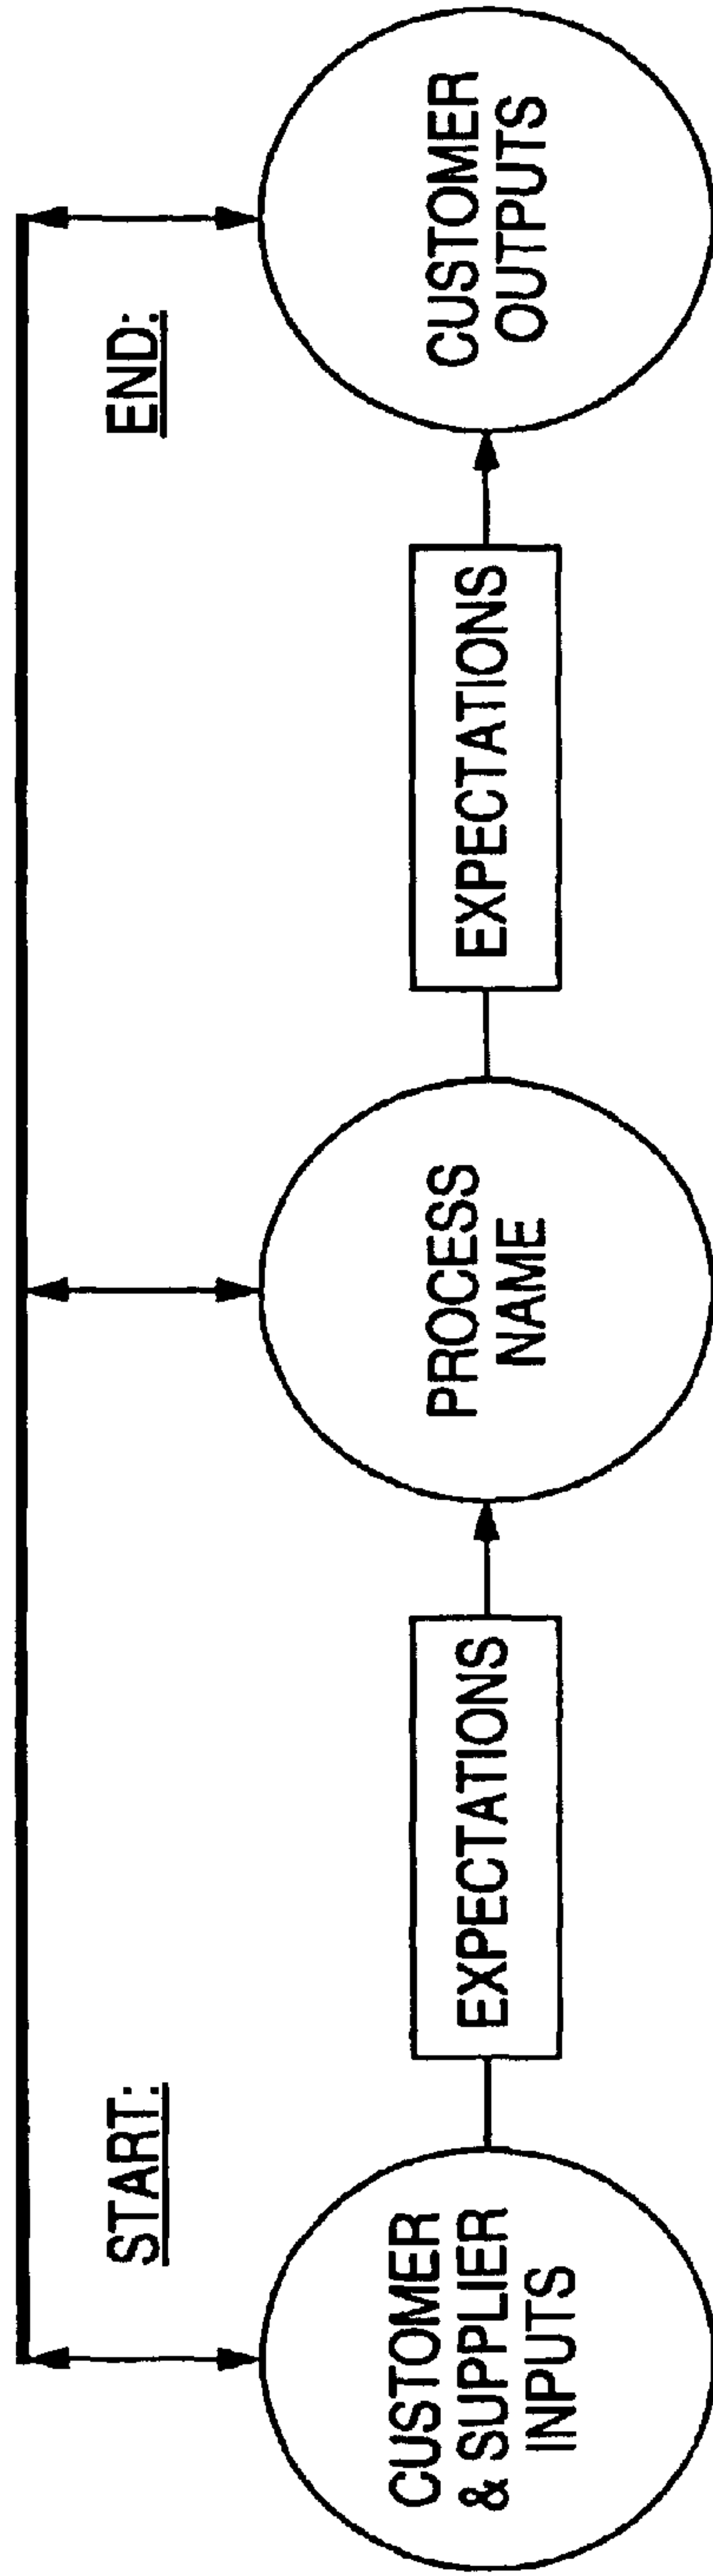 START:
END:
CUSTOMER
& SUPPLIER
INPUTS
EXPECTATIONS
PROCESS
NAME
EXPECTATIONS
CUSTOMER
OUTPUTS